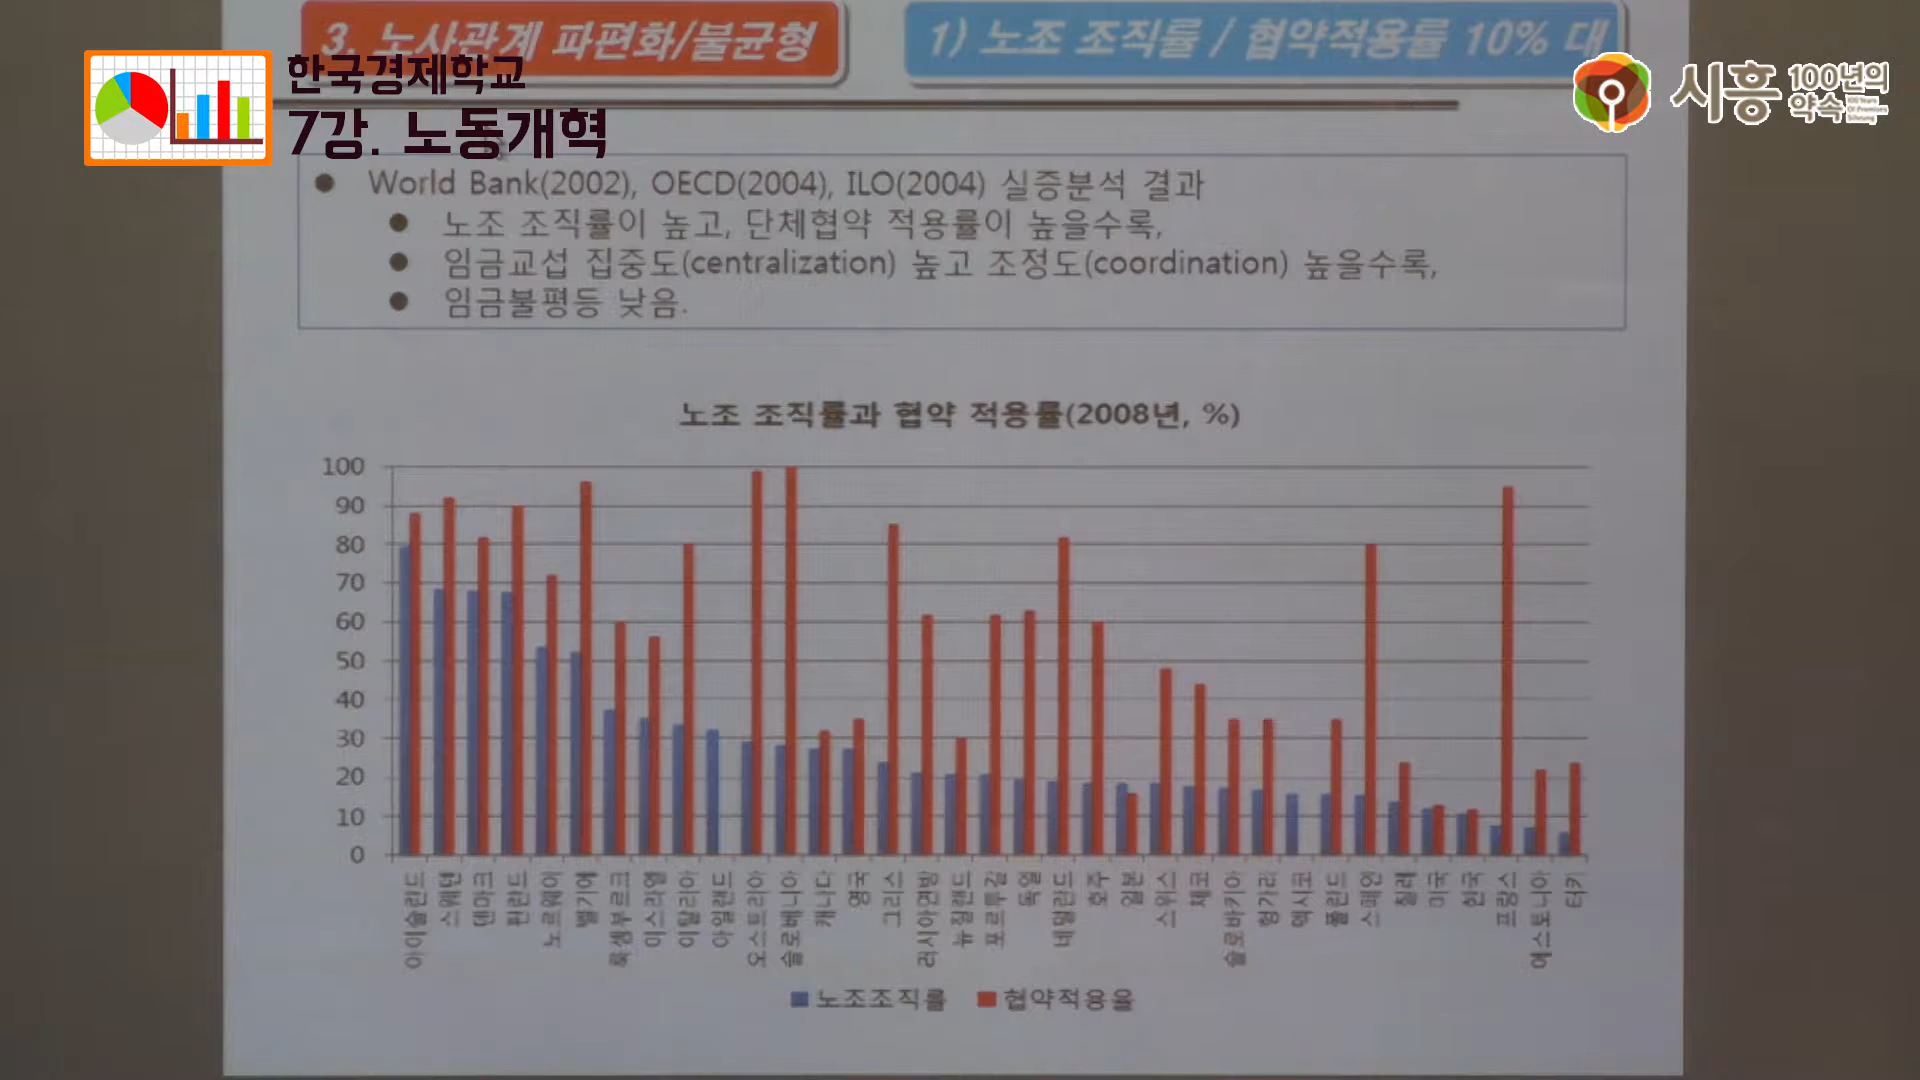 3. 노사관계 파편화/불균형
1) 노조 조직률 / 협약적용률 10% 대
한국경제학교
7강. 노동개혁
시흥 100년의 약속
100 Years Of Promises Siheung
● World Bank(2002), OECD(2004), ILO(2004) 실증분석 결과
● 노조 조직률이 높고, 단체협약 적용률이 높을수록,
● 임금교섭 집중도(centralization) 높고 조정도(coordination) 높을수록,
● 임금불평등 낮음.
노조 조직률과 협약 적용률(2008년, %)
100
90
80
70
60
50
40
30
20
10
0
아이슬란드
스웨덴
덴마크
핀란드
노르웨이
벨기에
룩셈부르크
이스라엘
이탈리아
아일랜드
오스트리아
슬로베니아
캐나다
영국
그리스
러시아연방
뉴질랜드
포르투갈
독일
네덜란드
호주
일본
스위스
체코
슬로바키아
헝가리
멕시코
폴란드
스페인
칠레
미국
한국
프랑스
에스토니아
터키
노조조직률 협약적용율